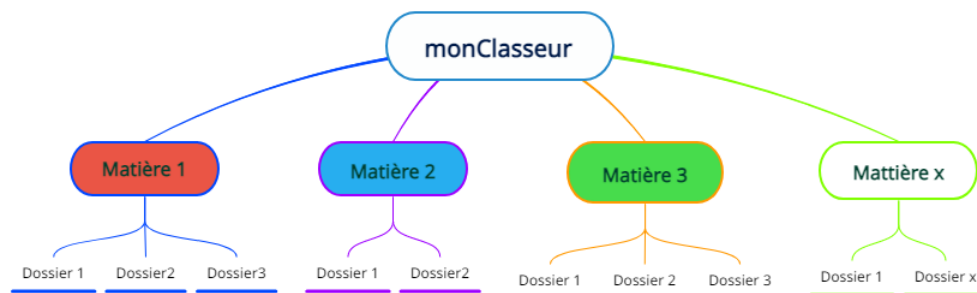 monClasseur
Matière 1
Matière 2
Matière 3
Mattière x
Dossier 1
Dossier2
Dossier3
Dossier 1
Dossier2
Dossier 1
Dossier 2
Dossier 3
Dossier 1
Dossier x